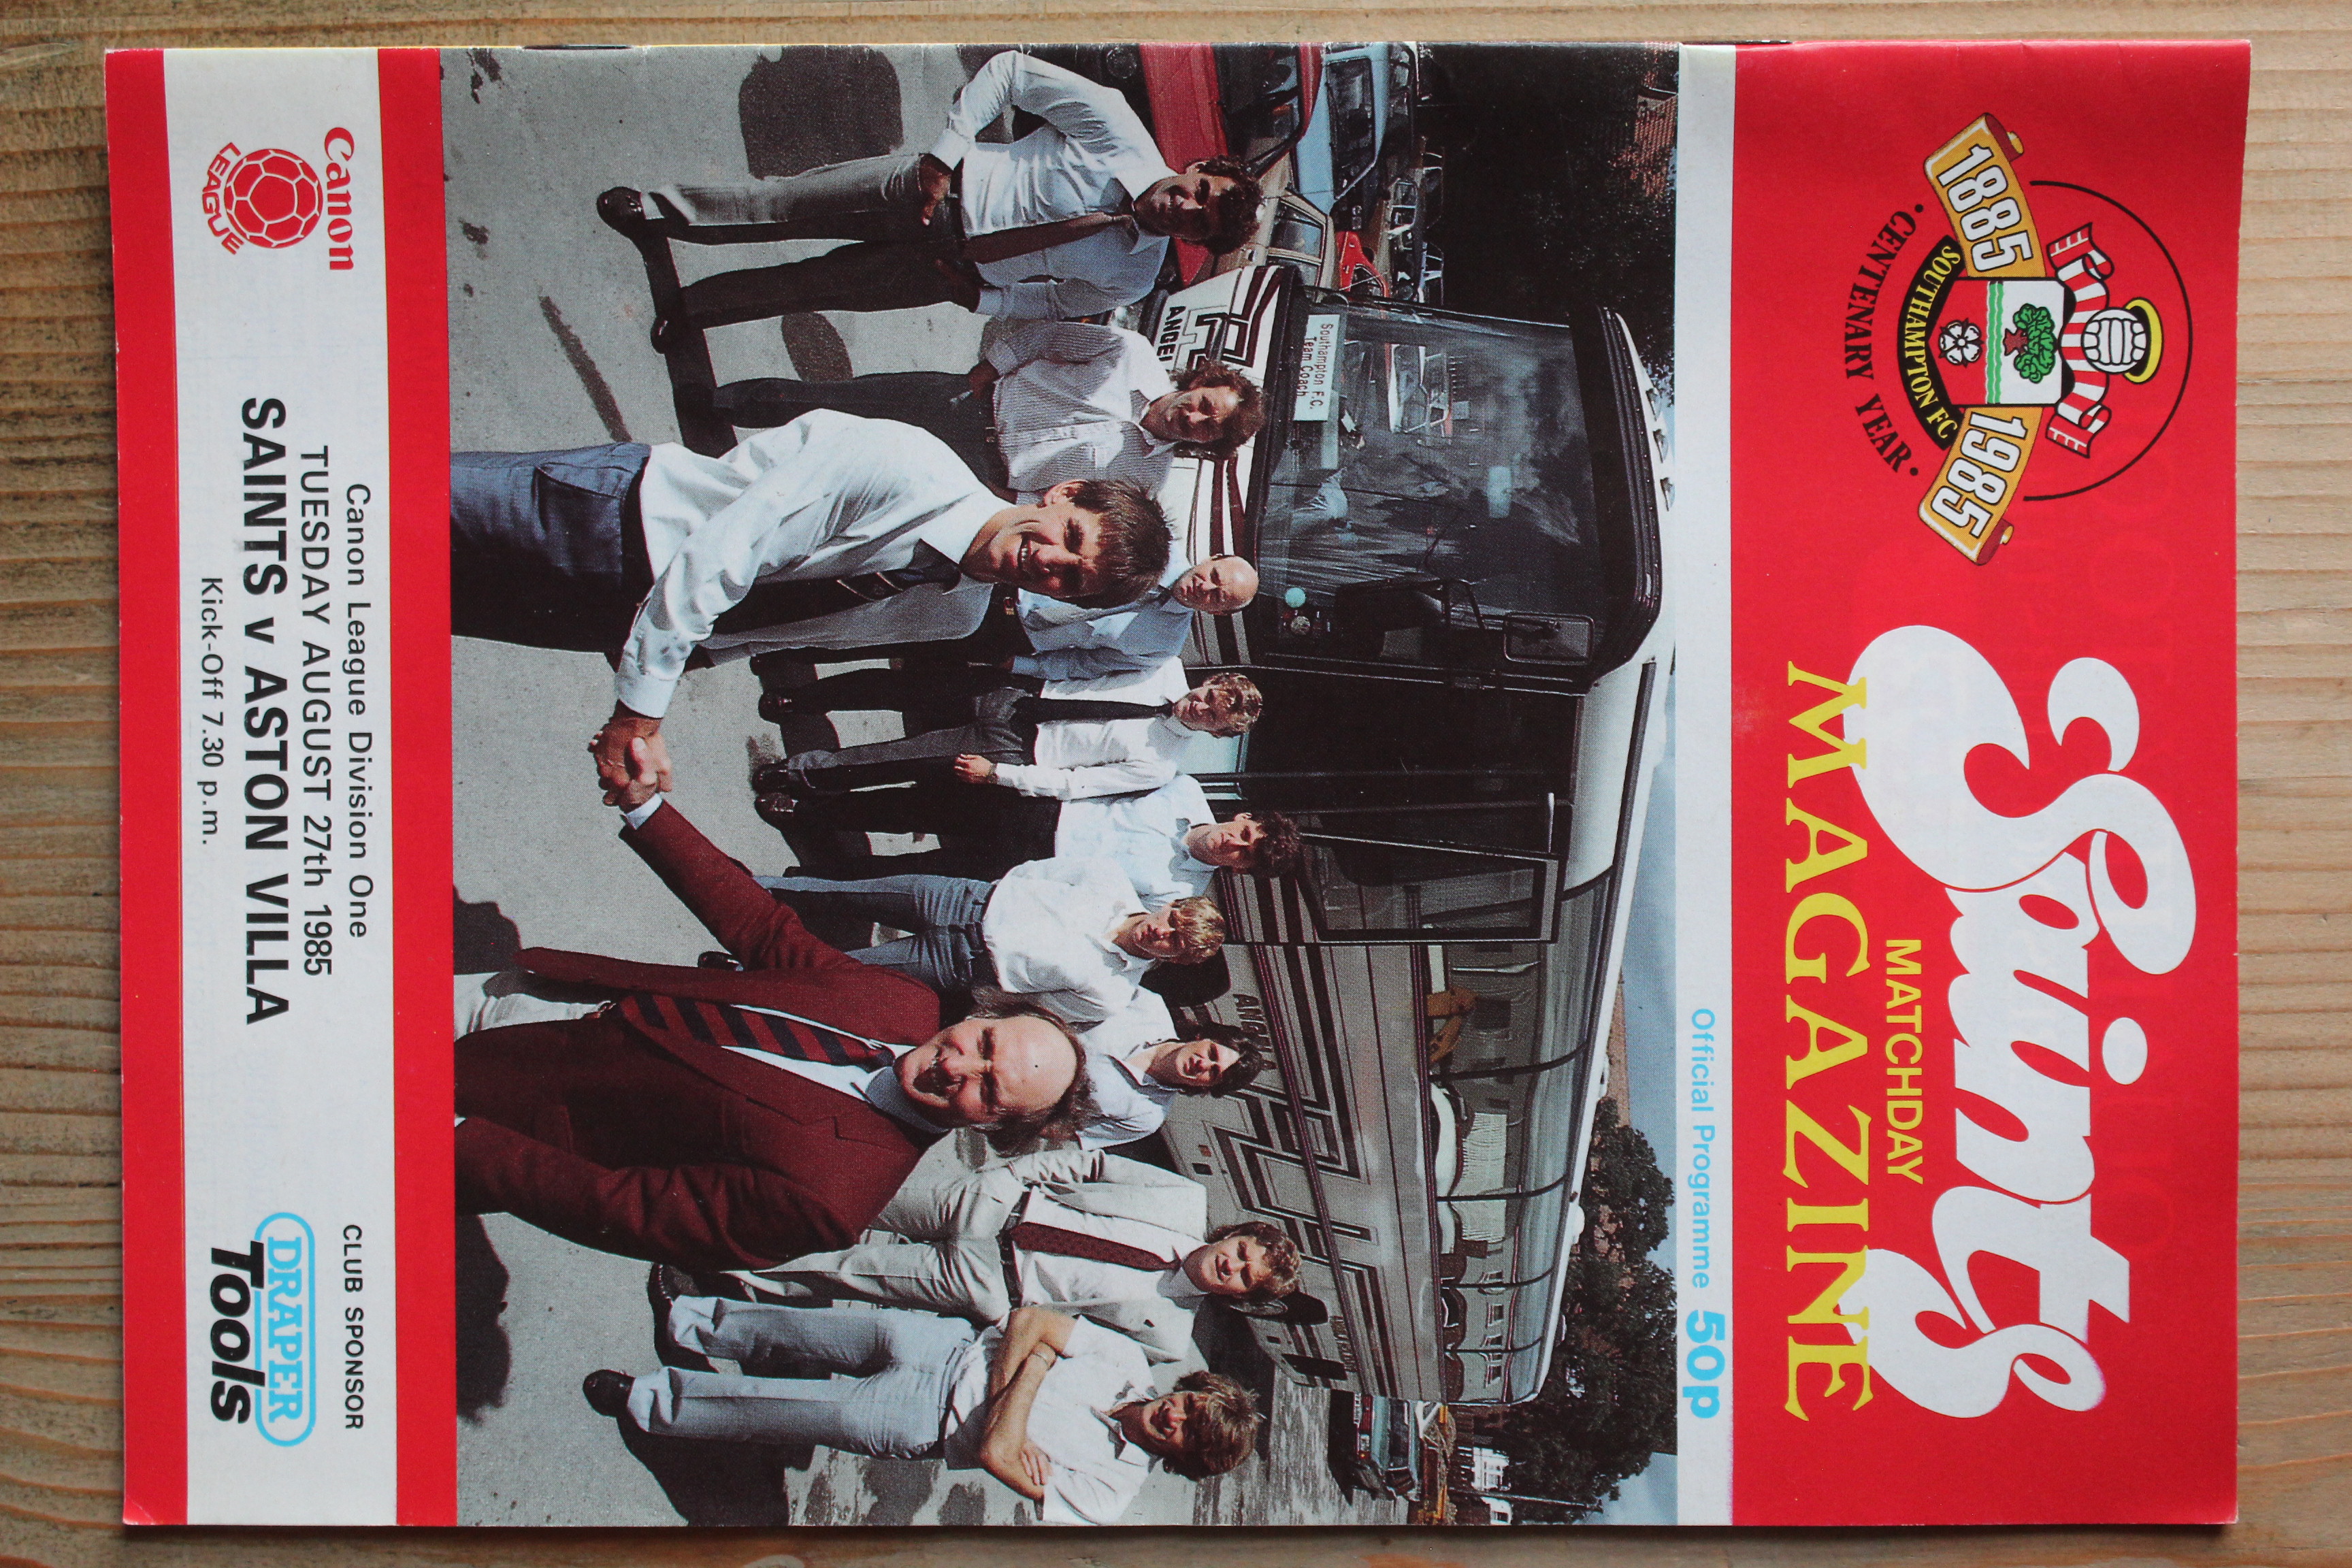 1885
1985
SOUTHAMPTON FC
• CENTENARY YEAR •
Saints
MATCHDAY
MAGAZINE
Official Programme 50p
Southampton F.C.
Team Coach
Canon
LEAGUE
Canon League Division One
TUESDAY AUGUST 27th 1985
SAINTS v ASTON VILLA
Kick-Off 7.30 p.m.
CLUB SPONSOR
DRAPER
Tools